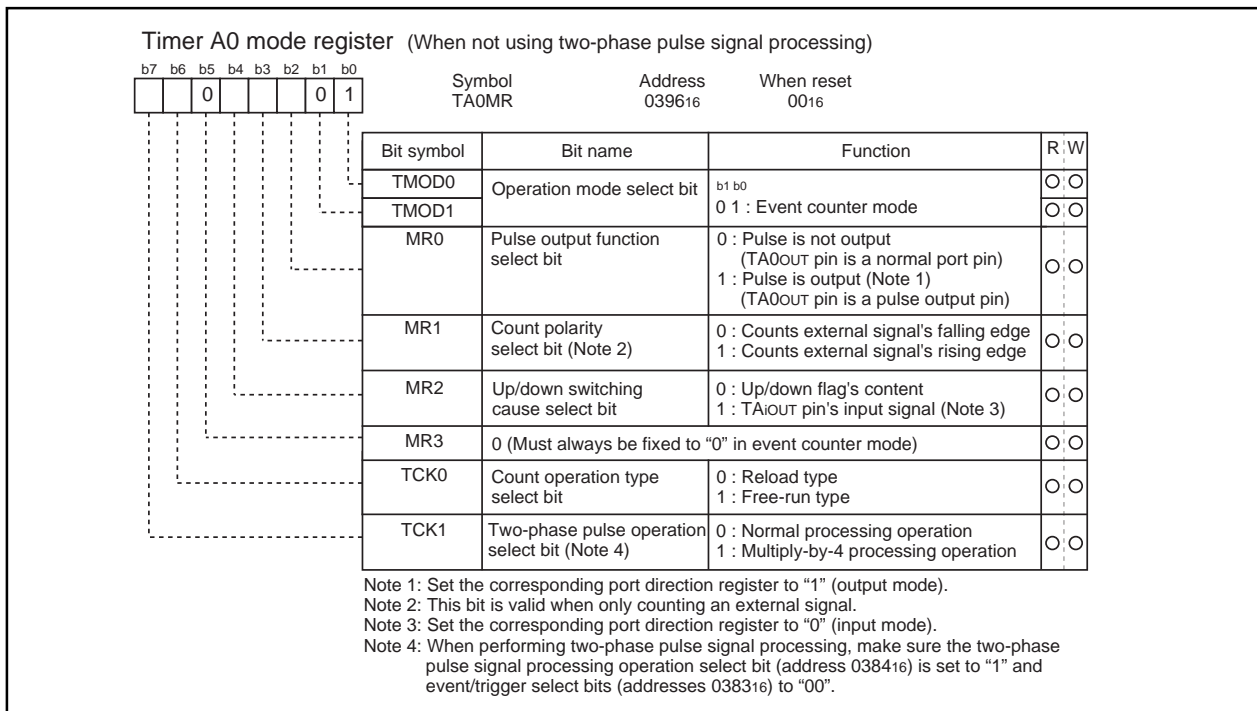 Timer A0 mode register (When not using two-phase pulse signal processing)
b7 b6 b5 b4 b3 b2 b1 b0
0 0 1
Symbol Address When reset
TA0MR 039616 0016
Bit symbol Bit name Function R W
TMOD0 Operation mode select bit b1 b0
TMOD1 0 1 : Event counter mode
MR0 Pulse output function 0 : Pulse is not output
select bit (TA0OUT pin is a normal port pin)
1 : Pulse is output (Note 1)
(TA0OUT pin is a pulse output pin)
MR1 Count polarity 0 : Counts external signal's falling edge
select bit (Note 2) 1 : Counts external signal's rising edge
MR2 Up/down switching 0 : Up/down flag's content
cause select bit 1 : TAiOUT pin's input signal (Note 3)
MR3 0 (Must always be fixed to “0” in event counter mode)
TCK0 Count operation type 0 : Reload type
select bit 1 : Free-run type
TCK1 Two-phase pulse operation 0 : Normal processing operation
select bit (Note 4) 1 : Multiply-by-4 processing operation
Note 1: Set the corresponding port direction register to “1” (output mode).
Note 2: This bit is valid when only counting an external signal.
Note 3: Set the corresponding port direction register to “0” (input mode).
Note 4: When performing two-phase pulse signal processing, make sure the two-phase
pulse signal processing operation select bit (address 038416) is set to “1” and
event/trigger select bits (addresses 038316) to “00”.